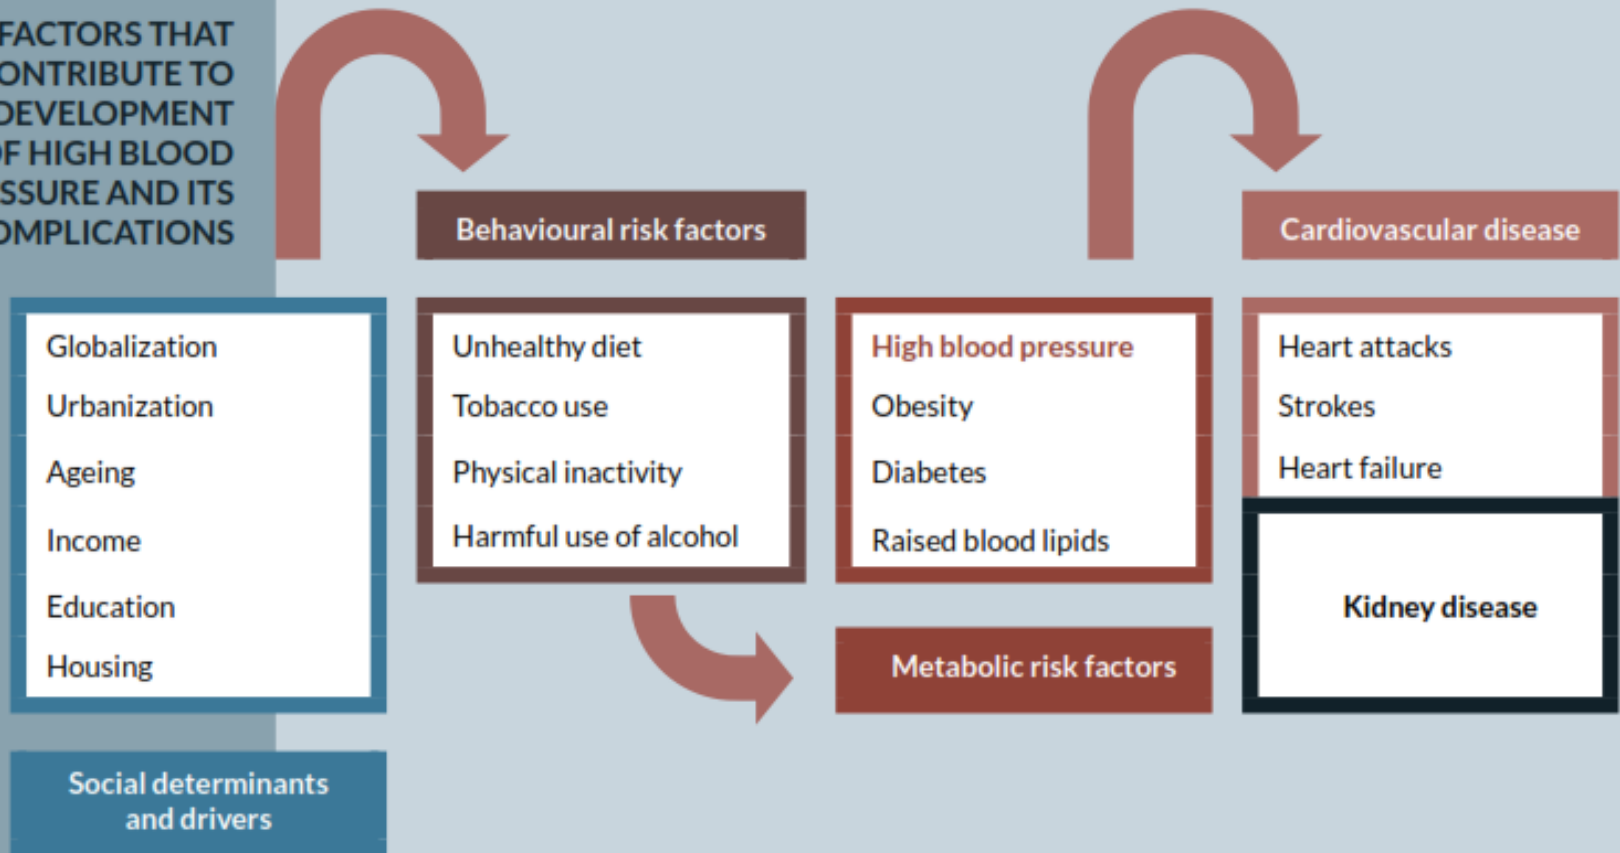 FACTORS THAT
ONTRIBUTE TO
DEVELOPMENT
OF HIGH BLOOD
SSURE AND ITS
OMPLICATIONS
Behavioural risk factors
Cardiovascular disease
Globalization
Urbanization
Ageing
Income
Education
Housing
Social determinants
and drivers
Unhealthy diet
Tobacco use
Physical inactivity
Harmful use of alcohol
High blood pressure
Obesity
Diabetes
Raised blood lipids
Metabolic risk factors
Heart attacks
Strokes
Heart failure
Kidney disease